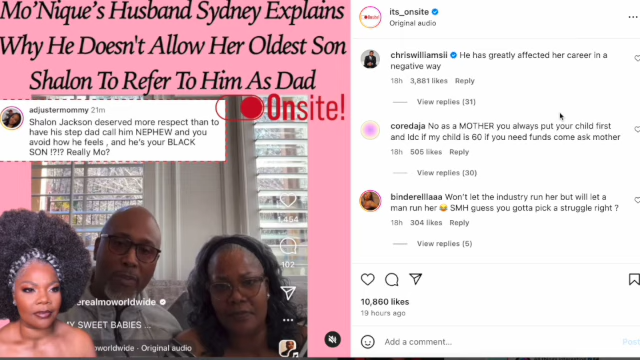 Mo'Nique's Husband Sydney Explains
Why He Doesn't Allow Her Oldest Son
Shalon To Refer To Him As Dad
Onsite!
adjustermommy 21m
Shalon Jackson deserved more respect than to
have his step dad call him NEPHEW and you
avoid how he feels , and he's your BLACK
SON !?!? Really Mo?
1,454
102
therealmoworldwide
MY SWEET BABIES ...
moworldwide · Original audio
its_onsite •
Original audio
chriswilliamsii He has greatly affected her career in a
negative way
18h 3,881 likes Reply
View replies (31)
coredaja No as a MOTHER you always put your child first
and Idc if my child is 60 if you need funds come ask mother
18h 505 likes Reply
View replies (30)
binderelllaaa Won't let the industry run her but will let a
man run her 😂 SMH guess you gotta pick a struggle right ?
18h 304 likes Reply
View replies (5)
10,860 likes
19 hours ago
Add a comment...
Post